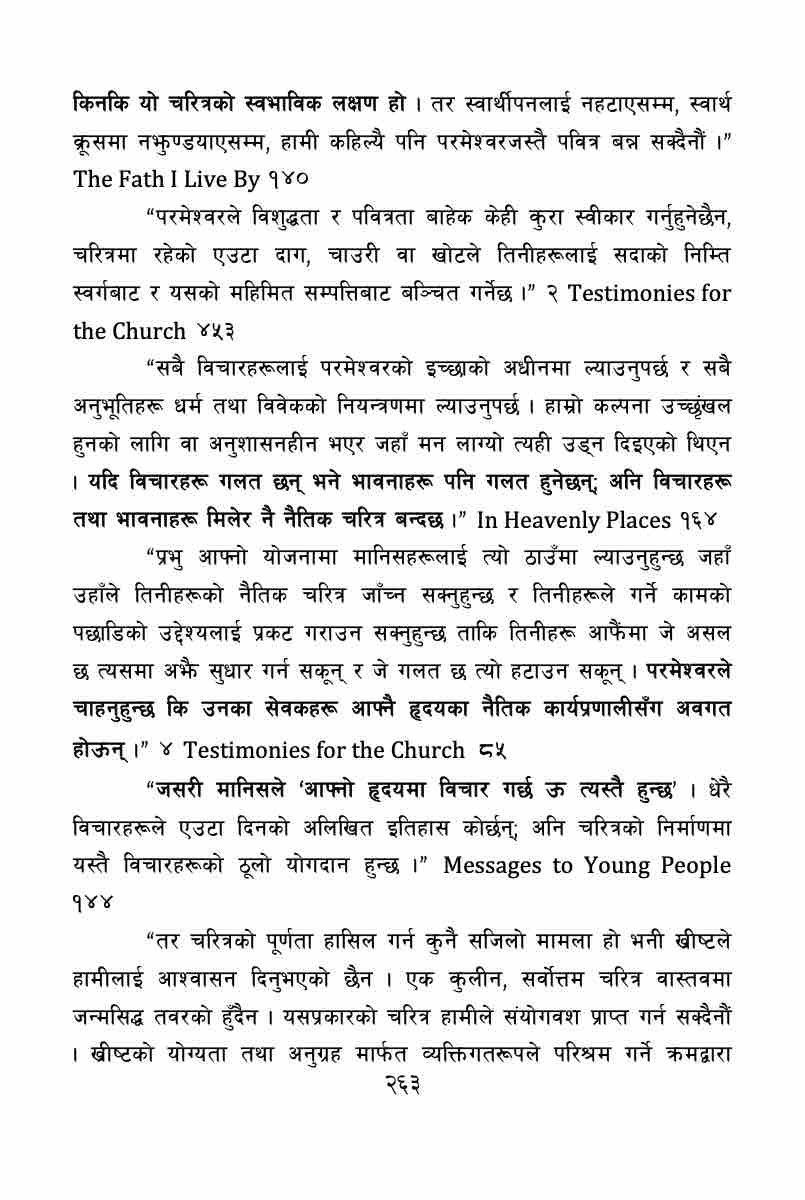 किनकि यो चरित्रको स्वभाविक लक्षण हो । तर स्वार्थीपनलाई नहटाएसम्म, स्वार्थ
क्रूसमा नझुण्डयाएसम्म, हामी कहिल्यै पनि परमेश्वरजस्तै पवित्र बन्न सक्दैनौं ।”
The Fath I Live By १४०
“परमेश्वरले विशुद्धता र पवित्रता बाहेक केही कुरा स्वीकार गर्नुहुनेछैन,
चरित्रमा रहेको एउटा दाग, चाउरी वा खोटले तिनीहरूलाई सदाको निम्ति
स्वर्गबाट र यसको महिमित सम्पत्तिबाट बञ्चित गर्नेछ ।” २ Testimonies for
the Church ४५३
“सबै विचारहरूलाई परमेश्वरको इच्छाको अधीनमा ल्याउनुपर्छ र सबै
अनुभूतिहरू धर्म तथा विवेकको नियन्त्रणमा ल्याउनुपर्छ । हाम्रो कल्पना उच्छृंखल
हुनको लागि वा अनुशासनहीन भएर जहाँ मन लाग्यो त्यही उड्न दिइएको थिएन
। यदि विचारहरू गलत छन् भने भावनाहरू पनि गलत हुनेछन्; अनि विचारहरू
तथा भावनाहरू मिलेर नै नैतिक चरित्र बन्दछ ।” In Heavenly Places १६४
“प्रभु आफ्नो योजनामा मानिसहरूलाई त्यो ठाउँमा ल्याउनुहुन्छ जहाँ
उहाँले तिनीहरूको नैतिक चरित्र जाँच्न सक्नुहुन्छ र तिनीहरूले गर्ने कामको
पछाडिको उद्देश्यलाई प्रकट गराउन सक्नुहुन्छ ताकि तिनीहरू आफैंमा जे असल
छ त्यसमा अझै सुधार गर्न सकून् र जे गलत छ त्यो हटाउन सकून् । परमेश्वरले
चाहनुहुन्छ कि उनका सेवकहरू आफ्नै हृदयका नैतिक कार्यप्रणालीसँग अवगत
होऊन् ।” ४ Testimonies for the Church ८५
“जसरी मानिसले ‘आफ्नो हृदयमा विचार गर्छ ऊ त्यस्तै हुन्छ’ । धेरै
विचारहरूले एउटा दिनको अलिखित इतिहास कोर्छन्; अनि चरित्रको निर्माणमा
यस्तै विचारहरूको ठूलो योगदान हुन्छ ।” Messages to Young People
१४४
“तर चरित्रको पूर्णता हासिल गर्न कुनै सजिलो मामला हो भनी ख्रीष्टले
हामीलाई आश्वासन दिनुभएको छैन । एक कुलीन, सर्वोत्तम चरित्र वास्तवमा
जन्मसिद्ध तवरको हुँदैन । यसप्रकारको चरित्र हामीले संयोगवश प्राप्त गर्न सक्दैनौं
। ख्रीष्टको योग्यता तथा अनुग्रह मार्फत व्यक्तिगतरूपले परिश्रम गर्ने क्रमद्वारा
२६३